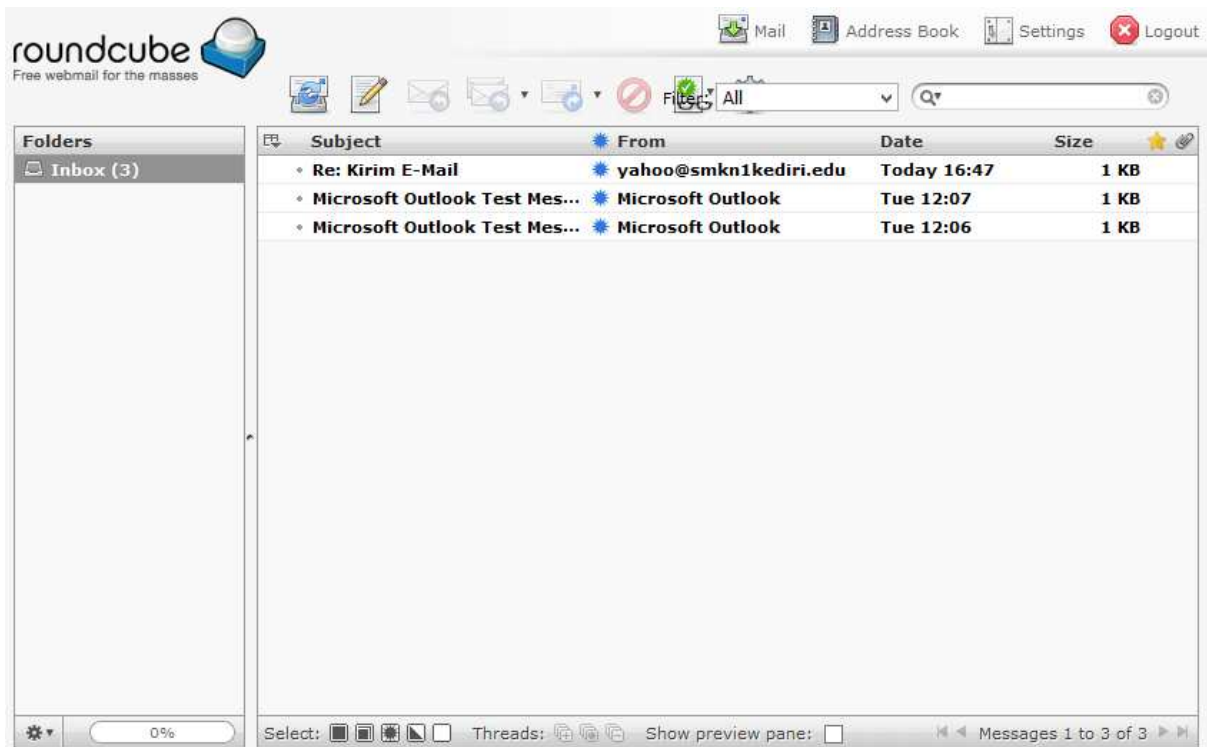 roundcube
Free webmail for the masses
Mail Address Book Settings Logout
Filter: All
Folders
Inbox (3)
Subject From Date Size
Re: Kirim E-Mail yahoo@smkn1kediri.edu Today 16:47 1 KB
Microsoft Outlook Test Mes... Microsoft Outlook Tue 12:07 1 KB
Microsoft Outlook Test Mes... Microsoft Outlook Tue 12:06 1 KB
0% Select: Threads: Show preview pane: Messages 1 to 3 of 3